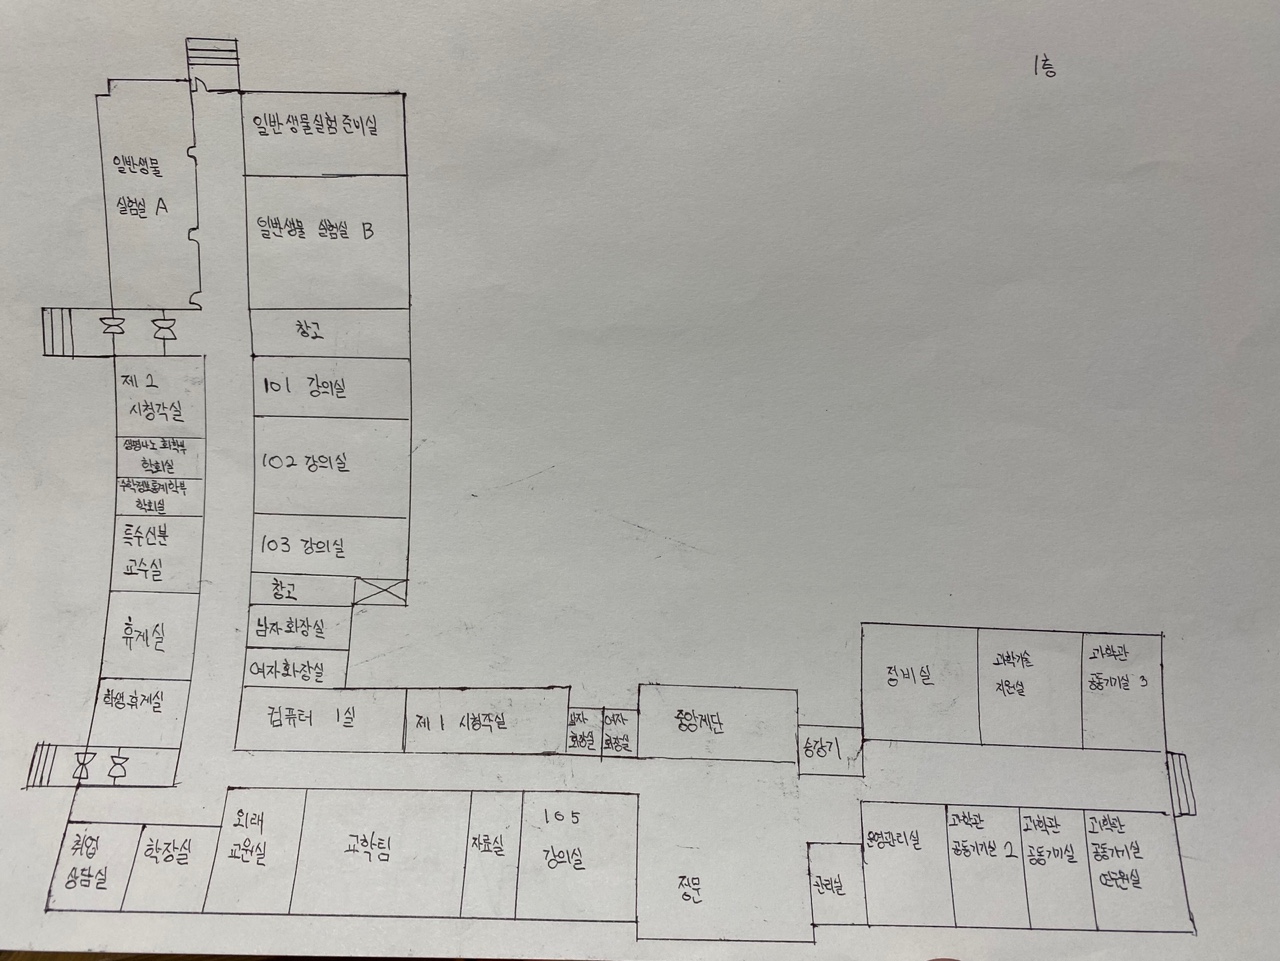 1층
일반생물실험준비실
일반생물
실험실 A
일반생물 실험실 B
창고
제 2
시청각실
101 강의실
생명나노 화학부
학회실
102 강의실
수학정보통계학부
학회실
특수신분
교수실
103 강의실
창고
휴게실
남자화장실
여자화장실
학생휴게실
컴퓨터 1실
제 1 시청각실
남자
화장실
여자
화장실
중앙계단
승강기
정비실
과학기술
지원실
과학관
공동기기실 3
취업
상담실
학장실
외래
교원실
교학팀
자료실
105
강의실
정문
관리실
운영관리실
과학관
공동기기실 2
과학관
공동기기실
과학관
공동기기실
연구원실